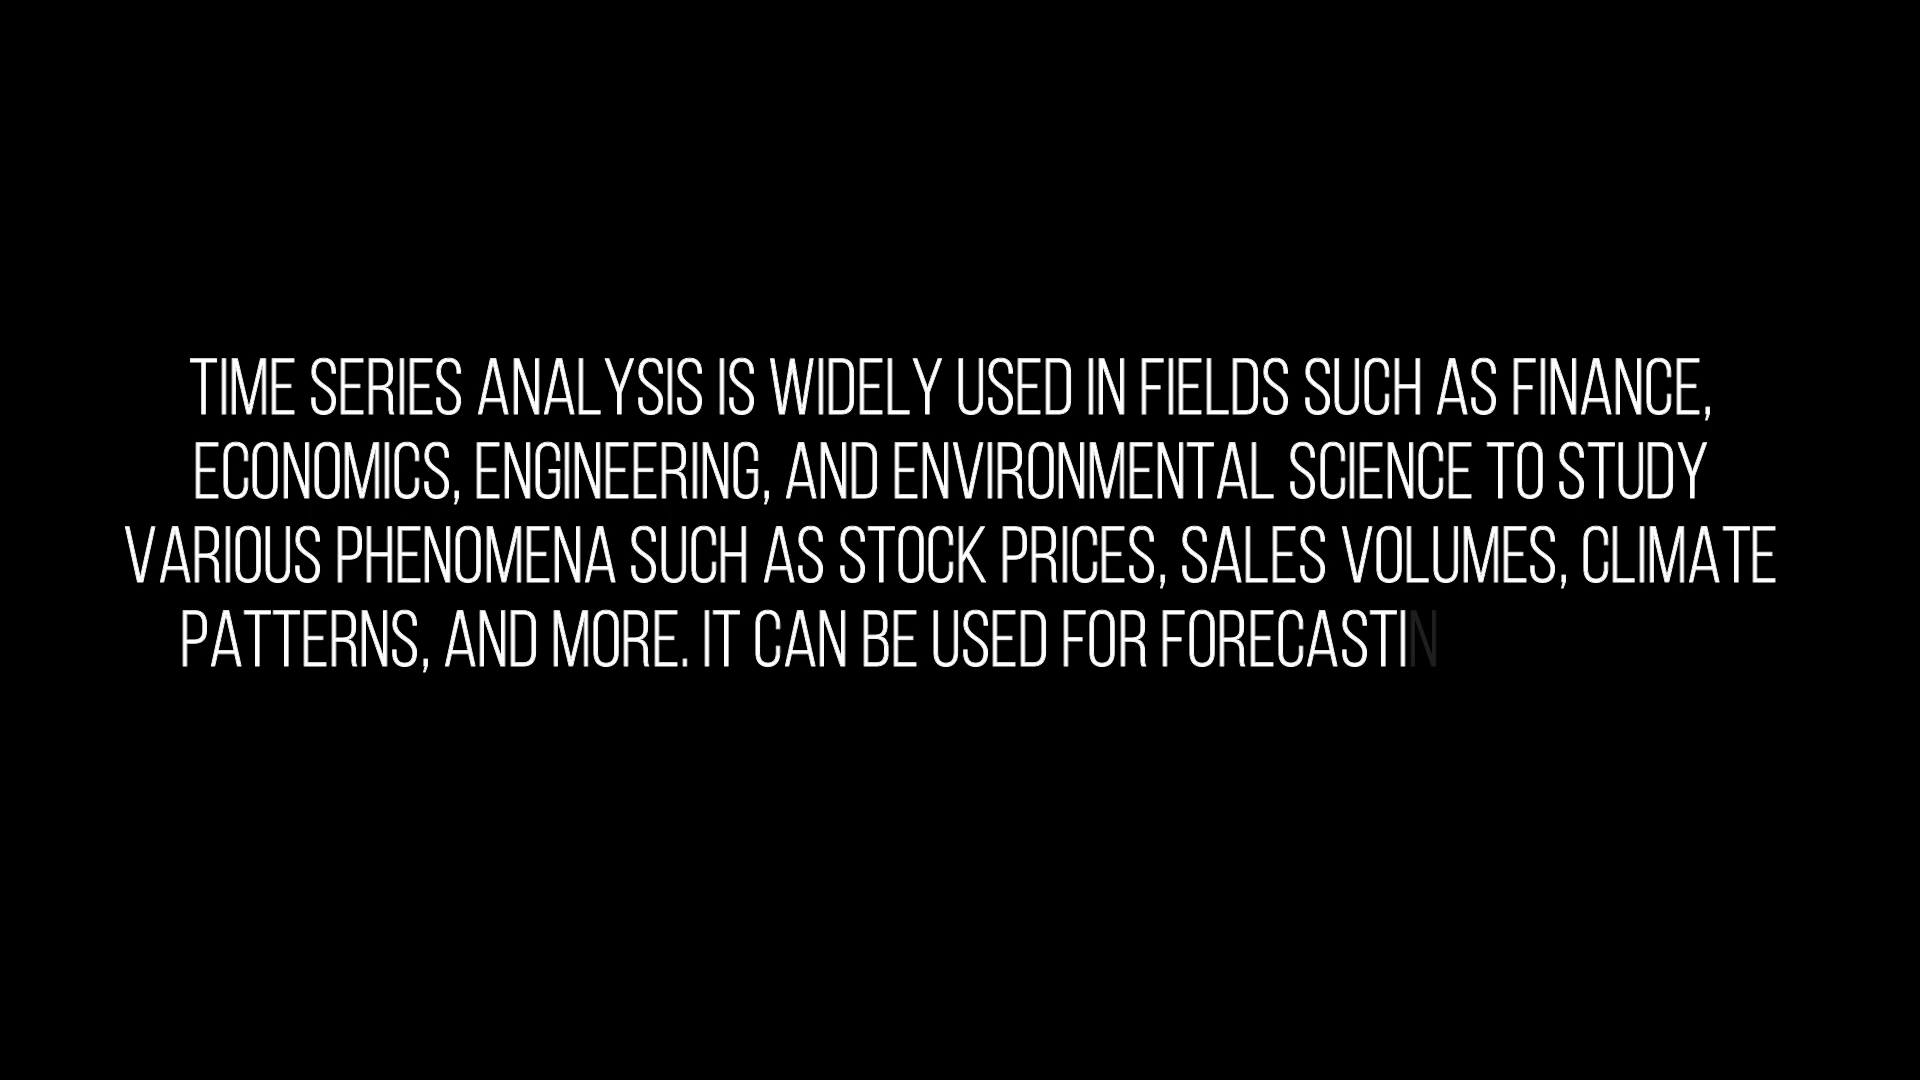 TIME SERIES ANALYSIS IS WIDELY USED IN FIELDS SUCH AS FINANCE,
ECONOMICS, ENGINEERING, AND ENVIRONMENTAL SCIENCE TO STUDY
VARIOUS PHENOMENA SUCH AS STOCK PRICES, SALES VOLUMES, CLIMATE
PATTERNS, AND MORE. IT CAN BE USED FOR FORECASTIN